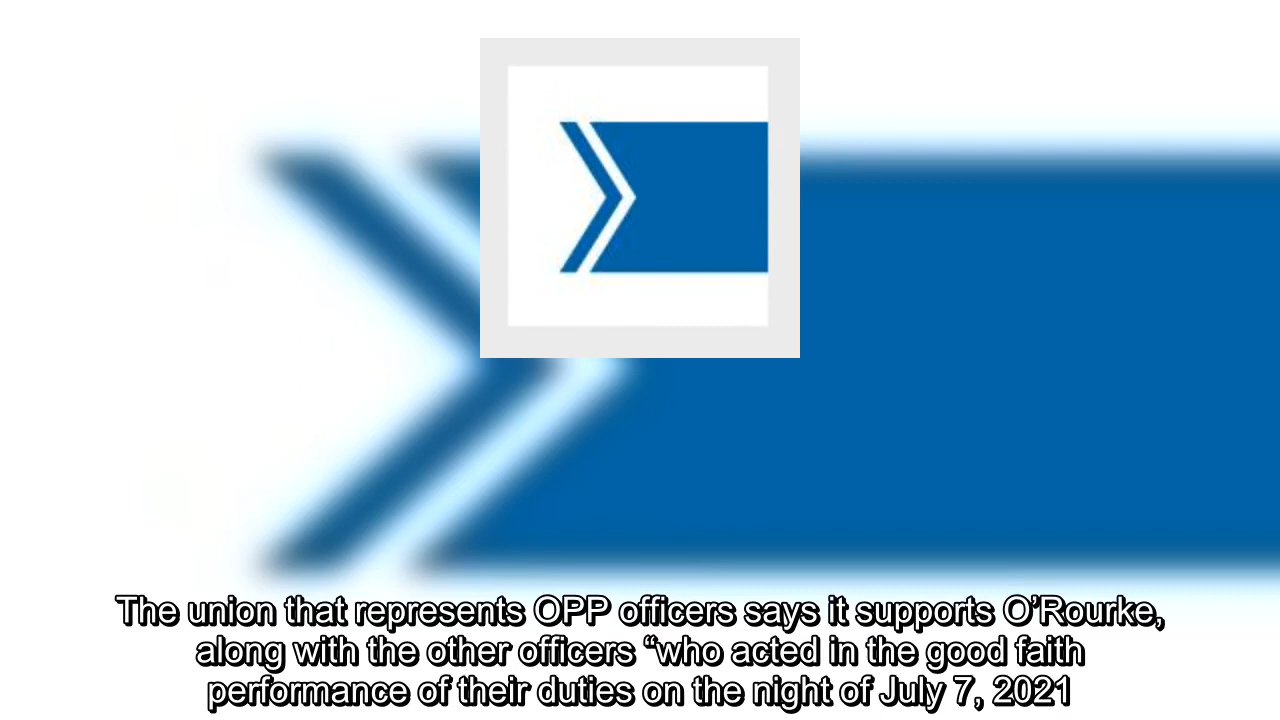 The union that represents OPP officers says it supports O’Rourke,
along with the other officers “who acted in the good faith
performance of their duties on the night of July 7, 2021